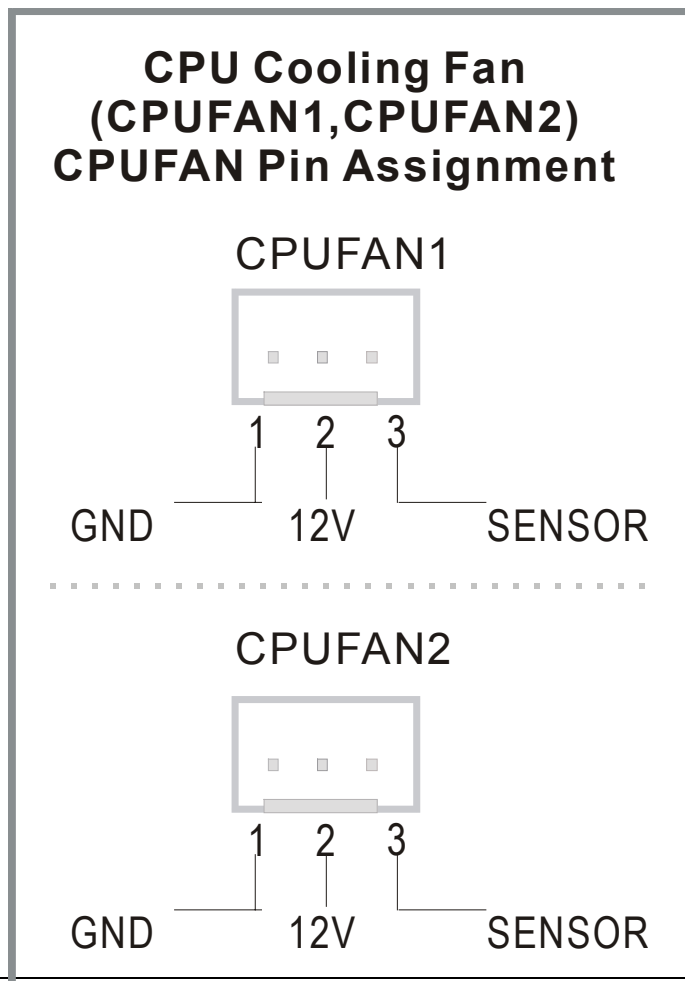 CPU Cooling Fan
(CPUFAN1,CPUFAN2)
CPUFAN Pin Assignment
CPUFAN1
1 2 3
GND 12V SENSOR
CPUFAN2
1 2 3
GND 12V SENSOR